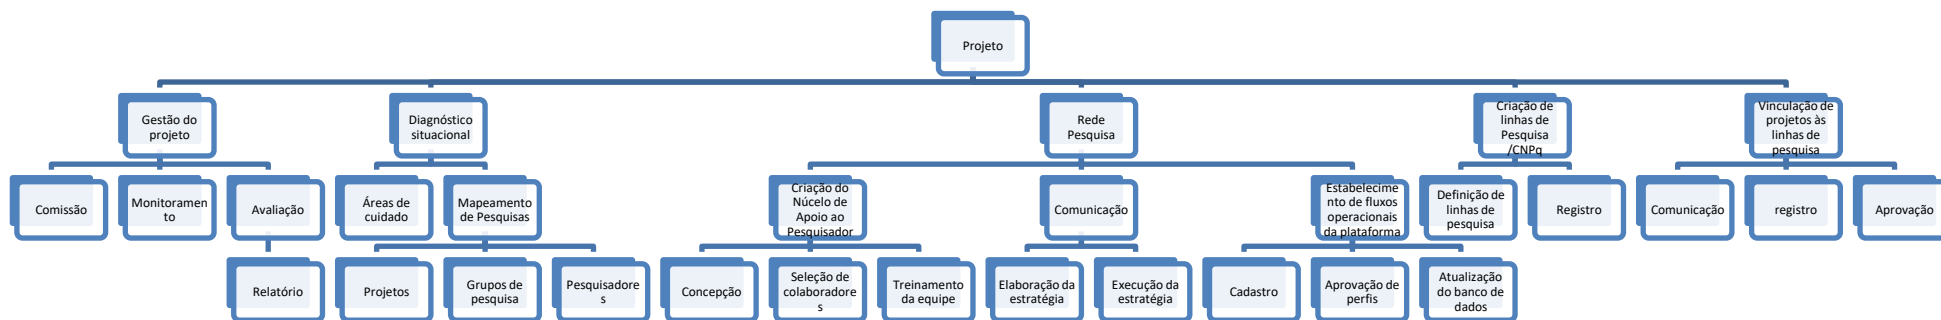 Projeto
Gestão do
projeto
Diagnóstico
situacional
Rede
Pesquisa
Criação de
linhas de
Pesquisa
/CNPq
Vinculação de
projetos às
linhas de
pesquisa
Comissão
Monitoramen
to
Avaliação
Áreas de
cuidado
Mapeamento
de Pesquisas
Criação do
Núcelo de
Apoio ao
Pesquisador
Comunicação
Estabelecime
nto de fluxos
operacionais
da plataforma
Definição de
linhas de
pesquisa
Registro
Comunicação
registro
Aprovação
Relatório
Projetos
Grupos de
pesquisa
Pesquisadore
s
Concepção
Seleção de
colaboradore
s
Treinamento
da equipe
Elaboração da
estratégia
Execução da
estratégia
Cadastro
Aprovação de
perfis
Atualização
do banco de
dados